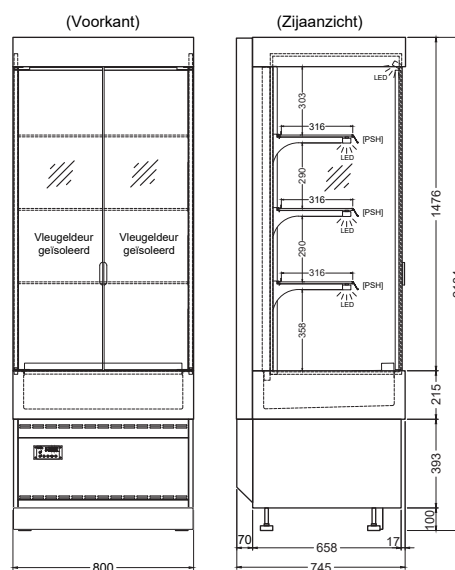 (Voorkant)
(Zijaanzicht)
LED
303
316
[PSH]
LED
290
1476
316
[PSH]
LED
Vleugeldeur
geïsoleerd
Vleugeldeur
geïsoleerd
290
316
[PSH]
LED
358
215
393
100
70
658
17
800
745